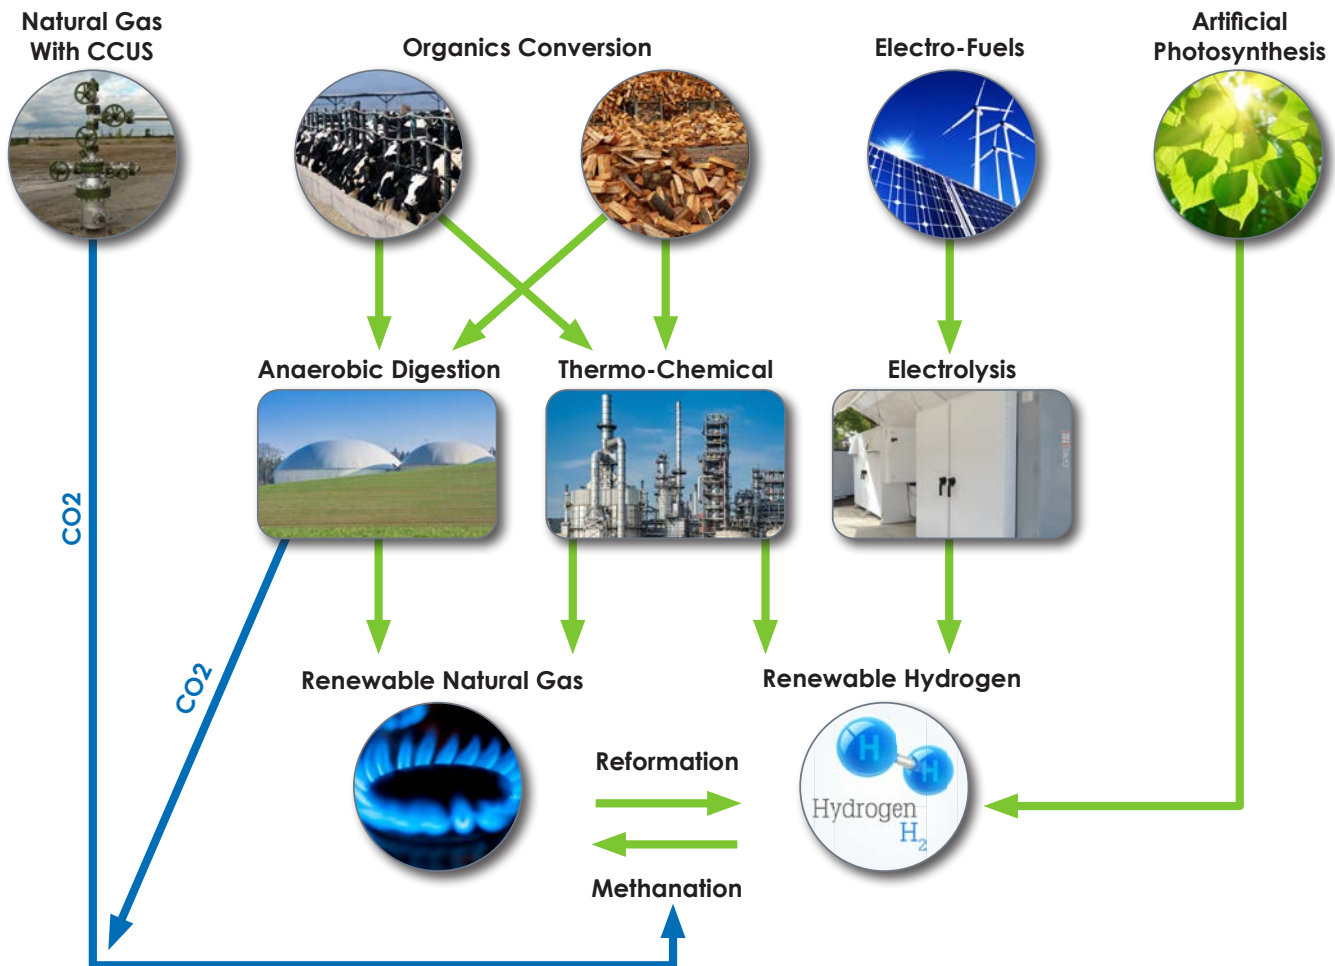 Natural Gas
With CCUS
Organics Conversion
Electro-Fuels
Artificial
Photosynthesis
Anaerobic Digestion
Thermo-Chemical
Electrolysis
CO2
CO2
Renewable Natural Gas
Renewable Hydrogen
Reformation
H
H
Hydrogen
H2
Methanation